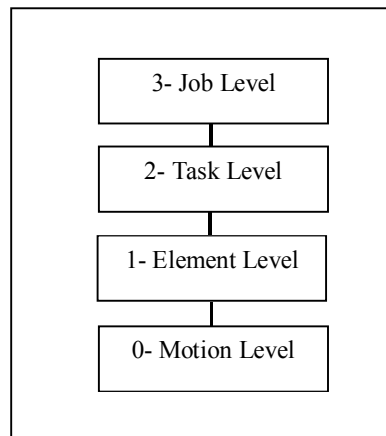 3- Job Level
2- Task Level
1- Element Level
0- Motion Level